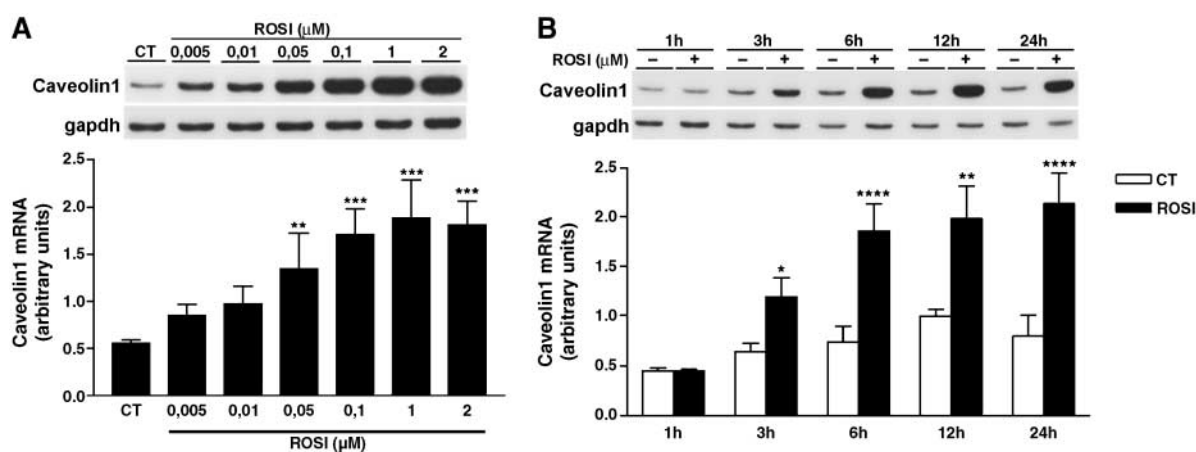 A
ROSI (μM)
CT 0,005 0,01 0,05 0,1 1 2
Caveolin1
gapdh
Caveolin1 mRNA
(arbitrary units)
2.5
2.0
1.5
1.0
0.5
0.0
** *** *** ***
CT 0,005 0,01 0,05 0,1 1 2
ROSI (μM)
B
1h 3h 6h 12h 24h
ROSI (μM) – + – + – + – + – +
Caveolin1
gapdh
Caveolin1 mRNA
(arbitrary units)
2.5
2.0
1.5
1.0
0.5
0.0
* **** ** ****
1h 3h 6h 12h 24h
CT
ROSI